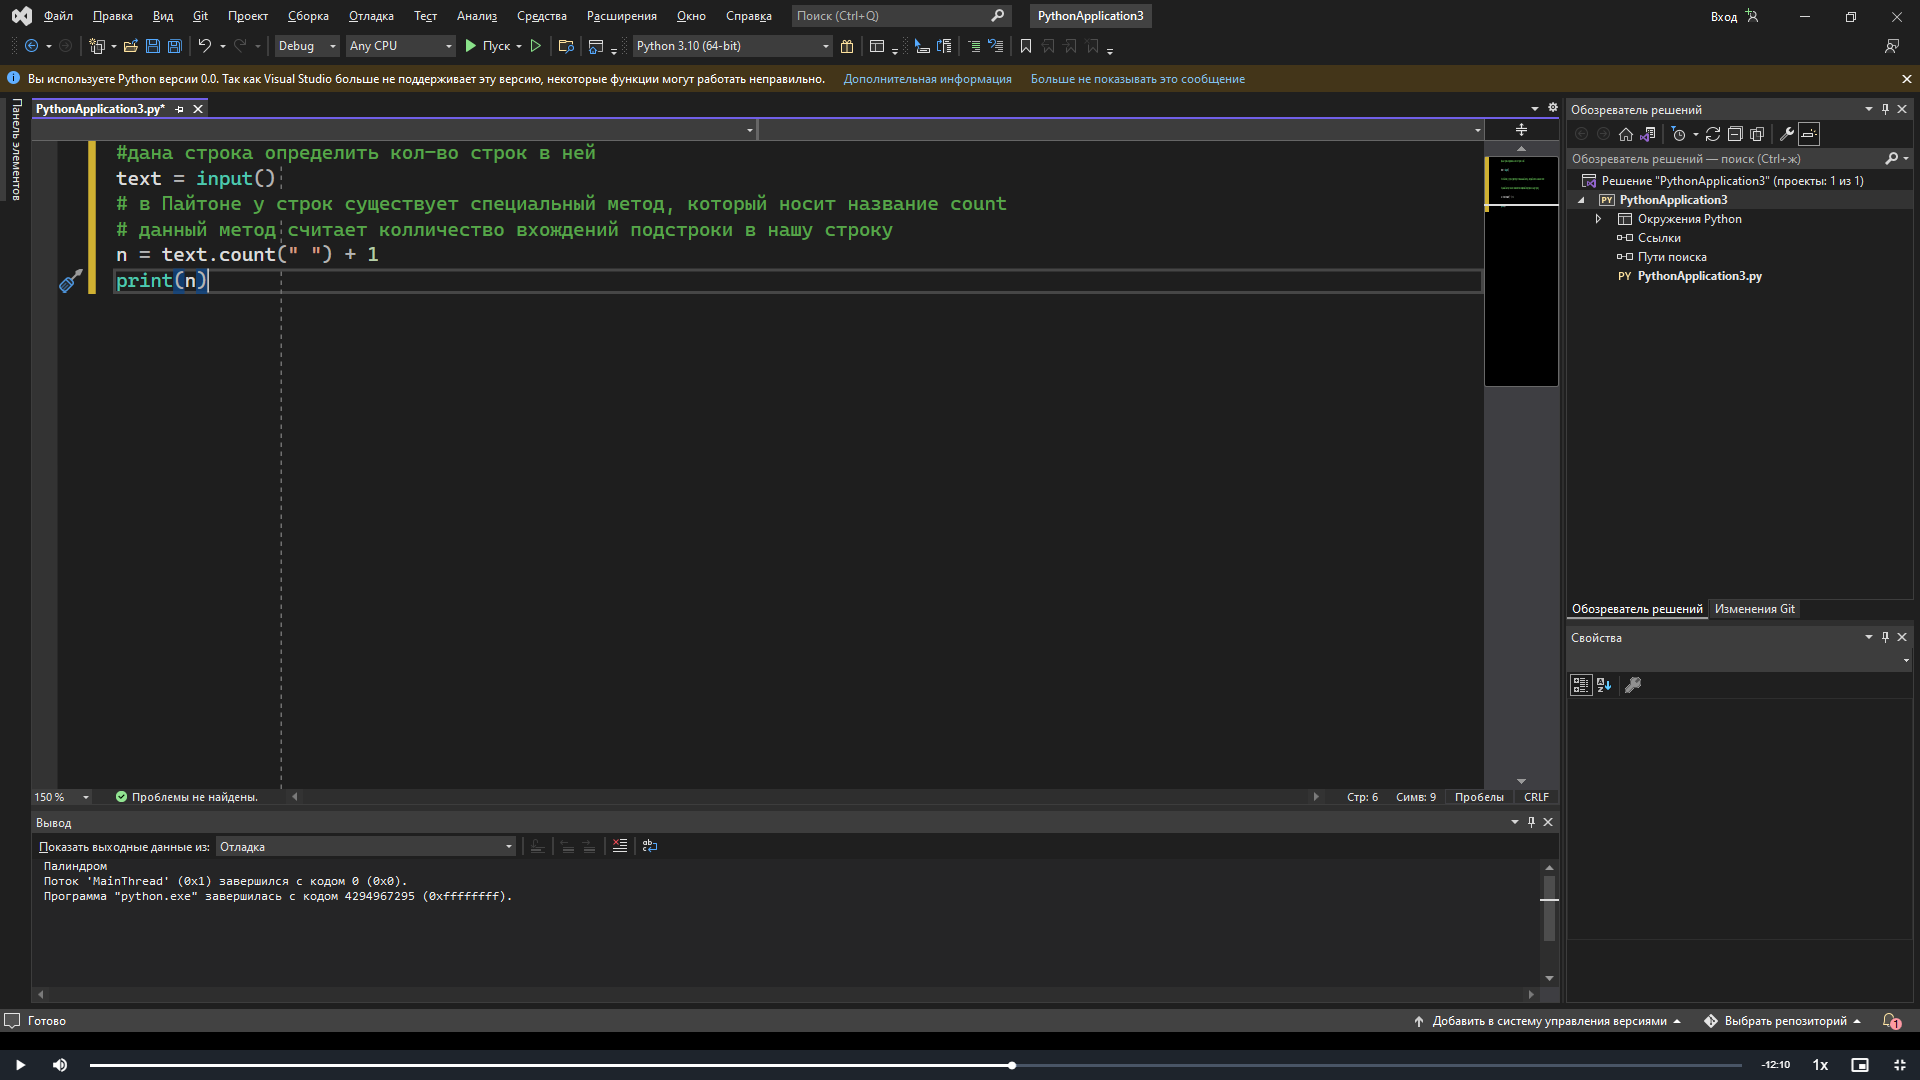 Файл Правка Вид Git Проект Сборка Отладка Тест Анализ Средства Расширения Окно Справка Поиск (Ctrl+Q) PythonApplication3 Вход
Debug Any CPU Пуск Python 3.10 (64-bit)
Вы используете Python версии 0.0. Так как Visual Studio больше не поддерживает эту версию, некоторые функции могут работать неправильно. Дополнительная информация Больше не показывать это сообщение
Панель элементов
PythonApplication3.py*
#дана строка определить кол-во строк в ней
text = input()
# в Пайтоне у строк существует специальный метод, который носит название count
# данный метод считает колличество вхождений подстроки в нашу строку
n = text.count(" ") + 1
print(n)
150 % Проблемы не найдены. Стр: 6 Симв: 9 Пробелы CRLF
Вывод
Показать выходные данные из: Отладка
Палиндром
Поток 'MainThread' (0x1) завершился с кодом 0 (0x0).
Программа "python.exe" завершилась с кодом 4294967295 (0xffffffff).
Обозреватель решений
Обозреватель решений — поиск (Ctrl+ж)
Решение "PythonApplication3" (проекты: 1 из 1)
PY PythonApplication3
Окружения Python
Ссылки
Пути поиска
PY PythonApplication3.py
Обозреватель решений Изменения Git
Свойства
Готово Добавить в систему управления версиями Выбрать репозиторий 1
-12:10 1x